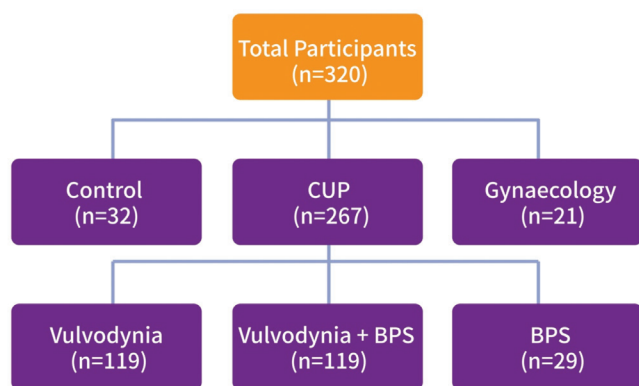 Total Participants
(n=320)
Control
(n=32)
CUP
(n=267)
Gynaecology
(n=21)
Vulvodynia
(n=119)
Vulvodynia + BPS
(n=119)
BPS
(n=29)